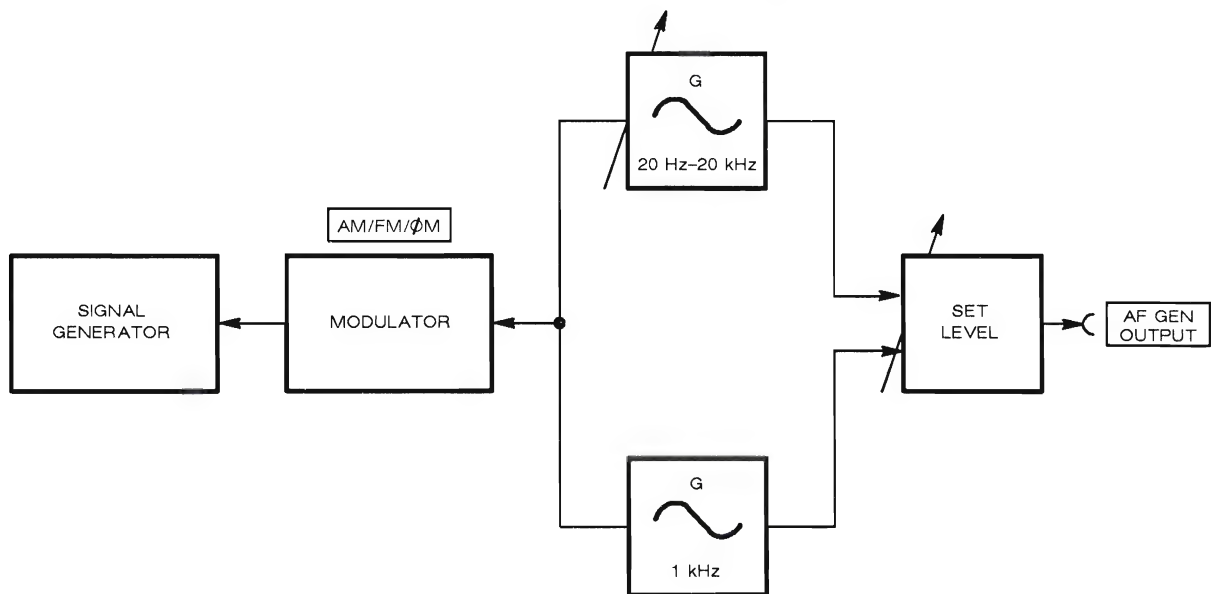 G
20 Hz–20 kHz
AM/FM/ØM
SIGNAL
GENERATOR
MODULATOR
SET
LEVEL
AF GEN
OUTPUT
G
1 kHz